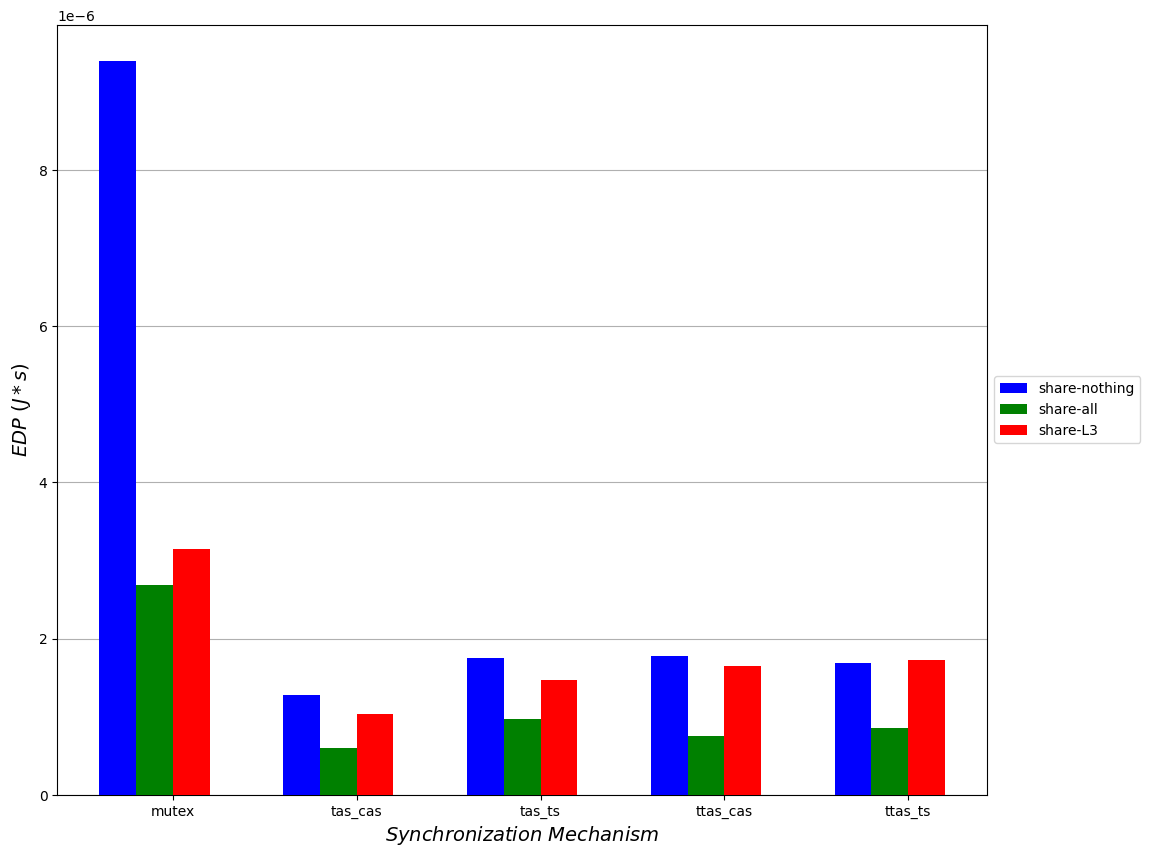 1e−6
8
6
4
2
0
EDP (J * s)
mutex
tas_cas
tas_ts
ttas_cas
ttas_ts
Synchronization Mechanism
share-nothing
share-all
share-L3